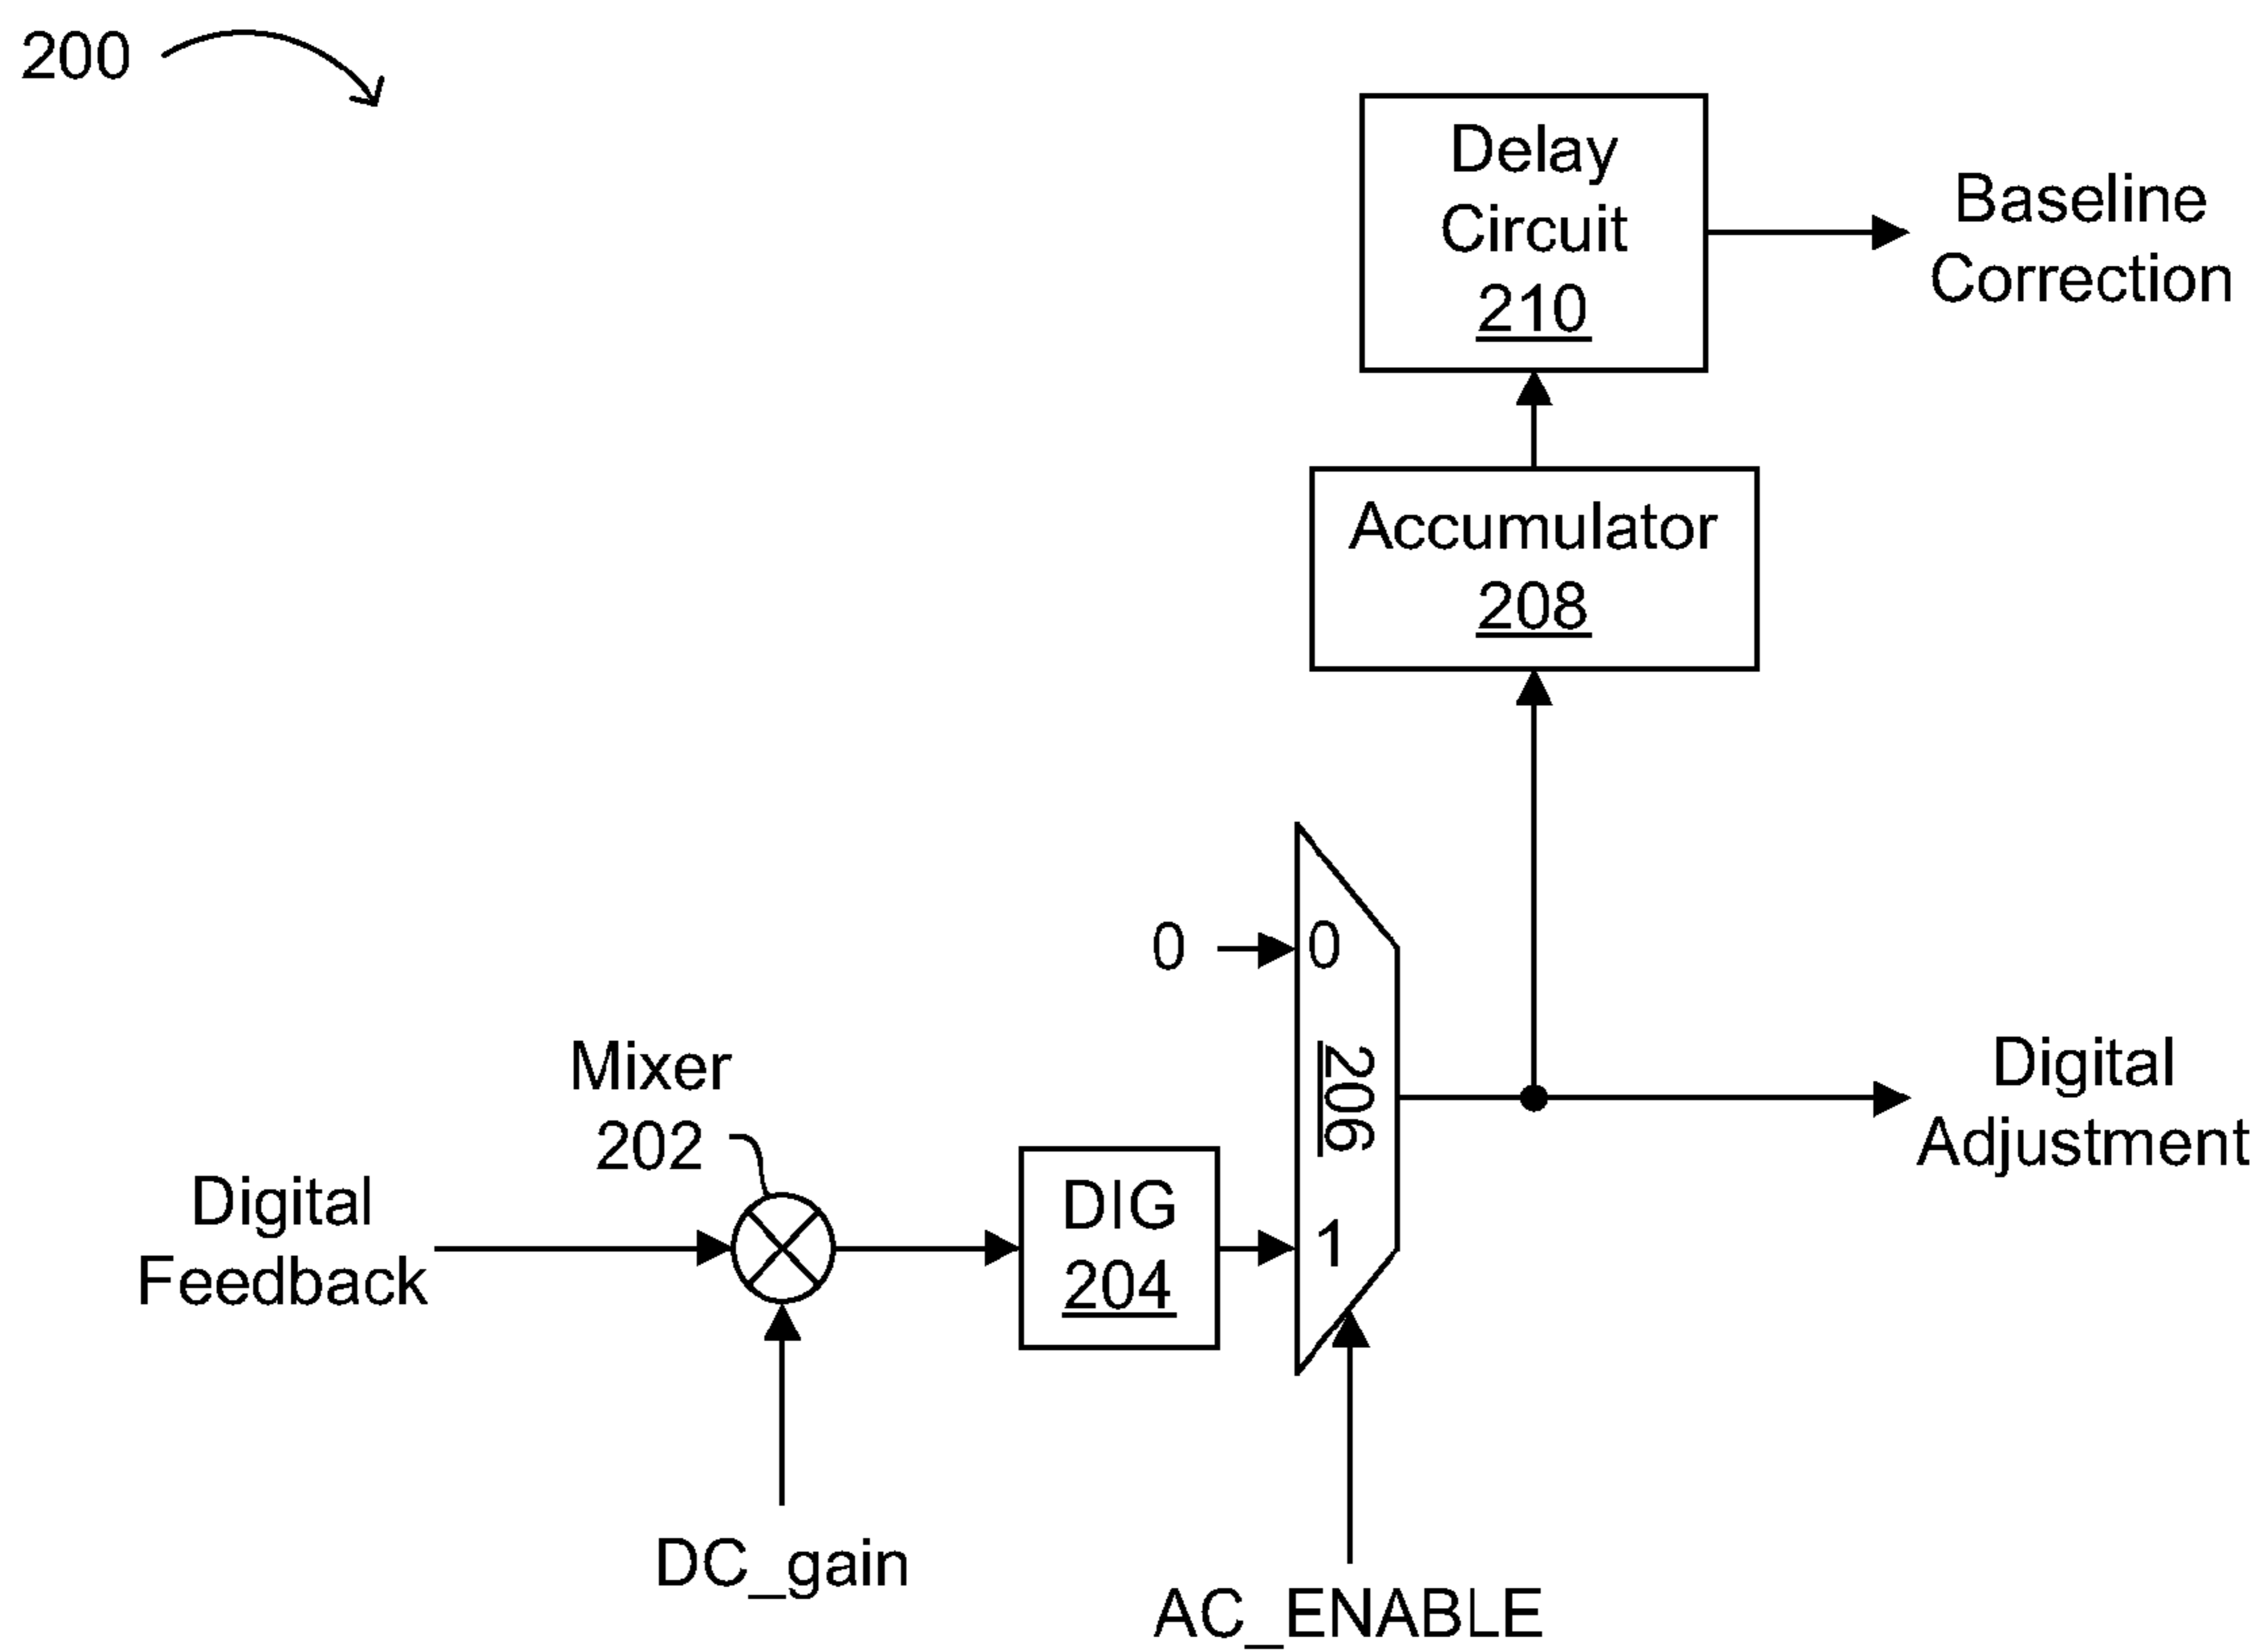 200
Delay
Circuit
210
Baseline
Correction
Accumulator
208
0
0
206
1
Mixer
202
Digital
Feedback
DIG
204
Digital
Adjustment
DC_gain
AC_ENABLE